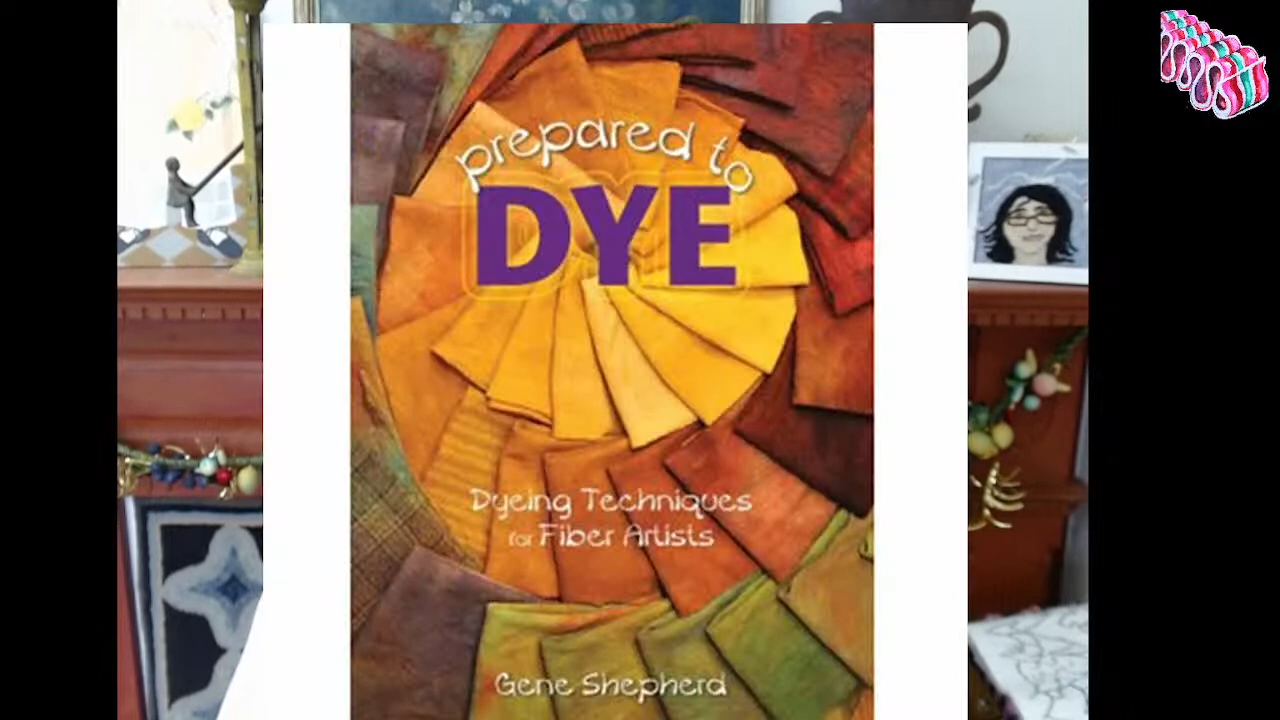 prepared to
DYE
Dyeing Techniques
for Fiber Artists
Gene Shepherd